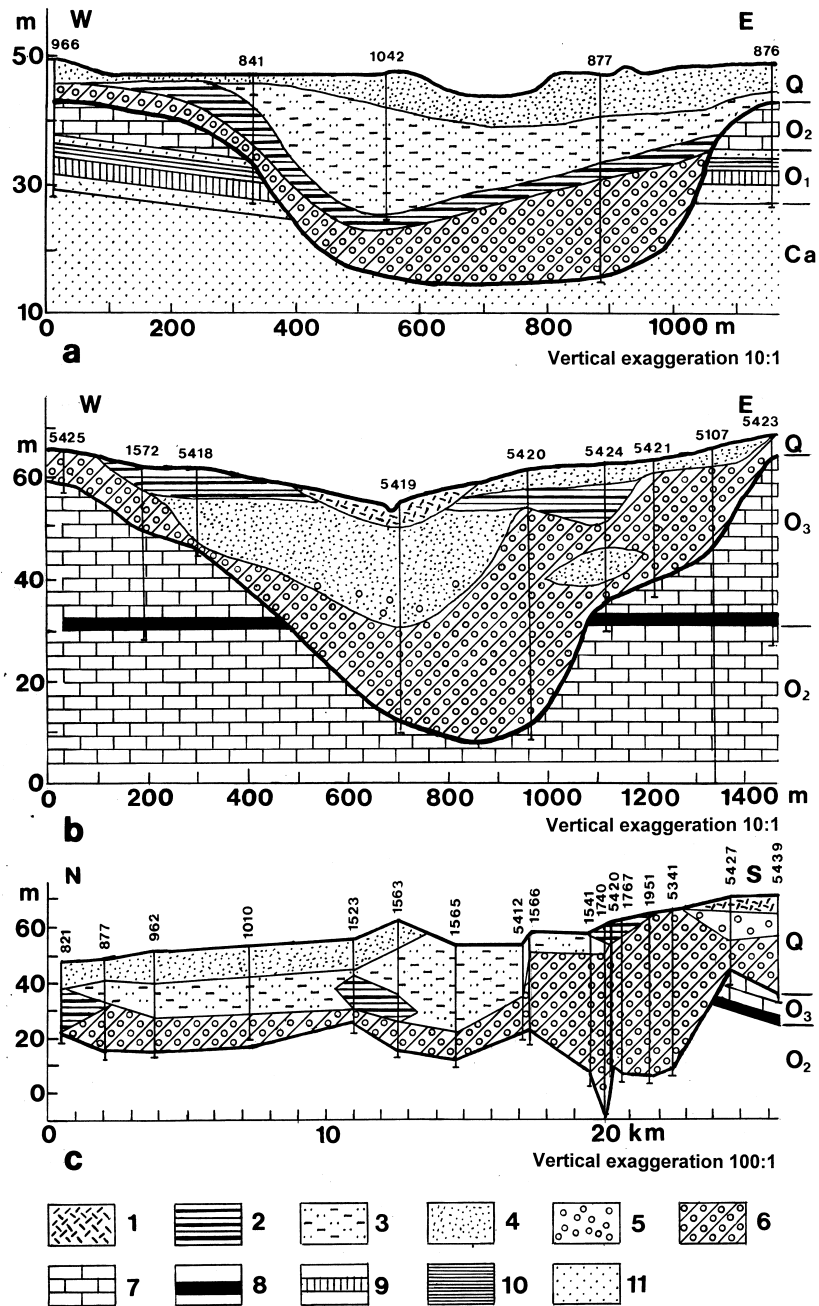 m W E
966 841 1042 877 876
50
30
10
Q
O2
O1
Ca
0 200 400 600 800 1000 m
a
Vertical exaggeration 10:1
W E
m
5425 1572 5418 5419 5420 5424 5421 5107 5423
60
40
20
0
Q
O3
O2
0 200 400 600 800 1000 1200 1400 m
b
Vertical exaggeration 10:1
m N S
821 877 962 1010 1523 1563 1565 5412 1566 1541 1740 5420 1767 1951 5341 5427 5439
60
40
20
0
Q
O3
O2
0 10 20 km
c
Vertical exaggeration 100:1
1 2 3 4 5 6
7 8 9 10 11